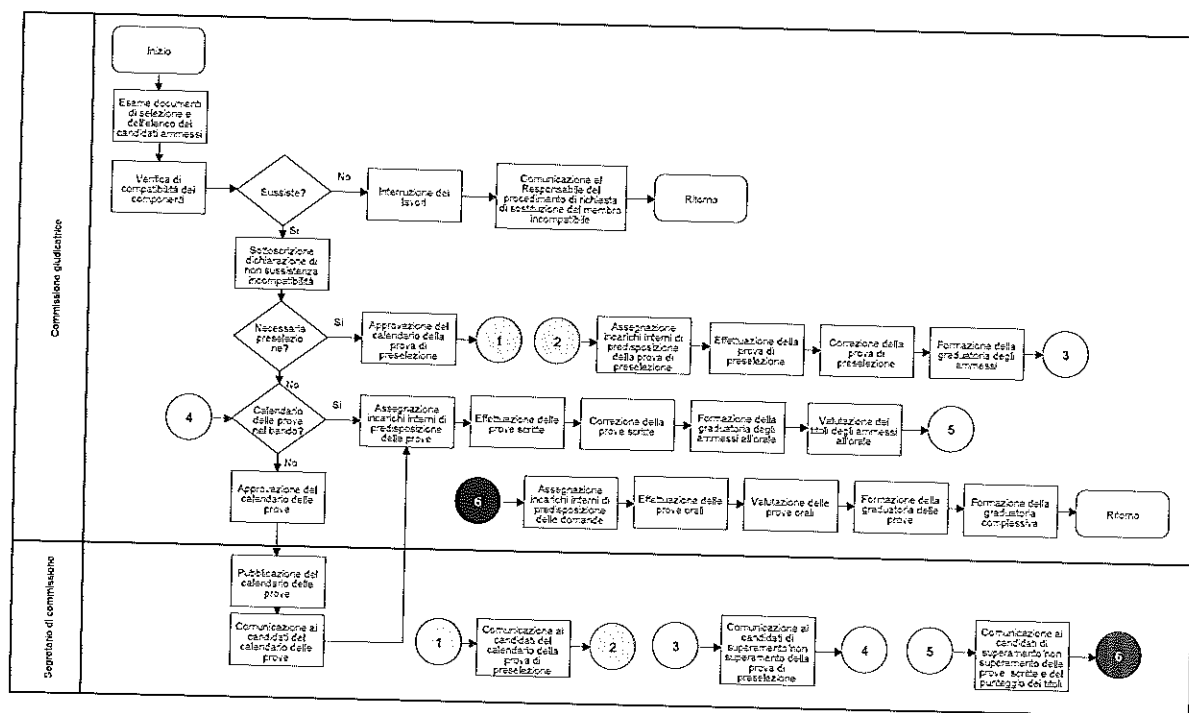 Commissione giudicatrice
Inizio
Esame documenti
di selezione e
dell'elenco dei
candidati ammessi
Verifica di
compatibilità dei
componenti
Sussiste?
No
Interruzione dei
lavori
Comunicazione al
Responsabile del
procedimento di richiesta
di sostituzione del membro
incompatibile
Ritorno
Si
Sottoscrizione
dichiarazione di
non sussistenza
incompatibilità
Necessaria
preselezio
ne?
Si
Approvazione del
calendario della
prova di
preselezione
1
2
Assegnazione
incarichi interni di
predisposizione
della prova di
preselezione
Effettuazione della
prova di preselezione
Correzione della
prova di
preselezione
Formazione della
graduatoria degli
ammessi
3
No
4
Calendario
delle prove
nel bando?
Si
Assegnazione
incarichi interni di
predisposizione
delle prove
Effettuazione delle
prove scritte
Correzione delle
prove scritte
Formazione della
graduatoria degli
ammessi all'orale
Valutazione dei
titoli degli ammessi
all'orale
5
No
Approvazione del
calendario delle
prove
6
Assegnazione
incarichi interni di
predisposizione
delle domande
Effettuazione delle
prove orali
Valutazione delle
prove orali
Formazione della
graduatoria delle
prove
Formazione della
graduatoria
complessiva
Ritorno
Segretario di commissione
Pubblicazione del
calendario delle
prove
Comunicazione ai
candidati del
calendario delle
prove
1
Comunicazione ai
candidati del
calendario della
prova di
preselezione
2
3
Comunicazione ai
candidati di
superamento/non
superamento della
prova di
preselezione
4
5
Comunicazione ai
candidati di
superamento/non
superamento delle
prove scritte e del
punteggio dei titoli
6